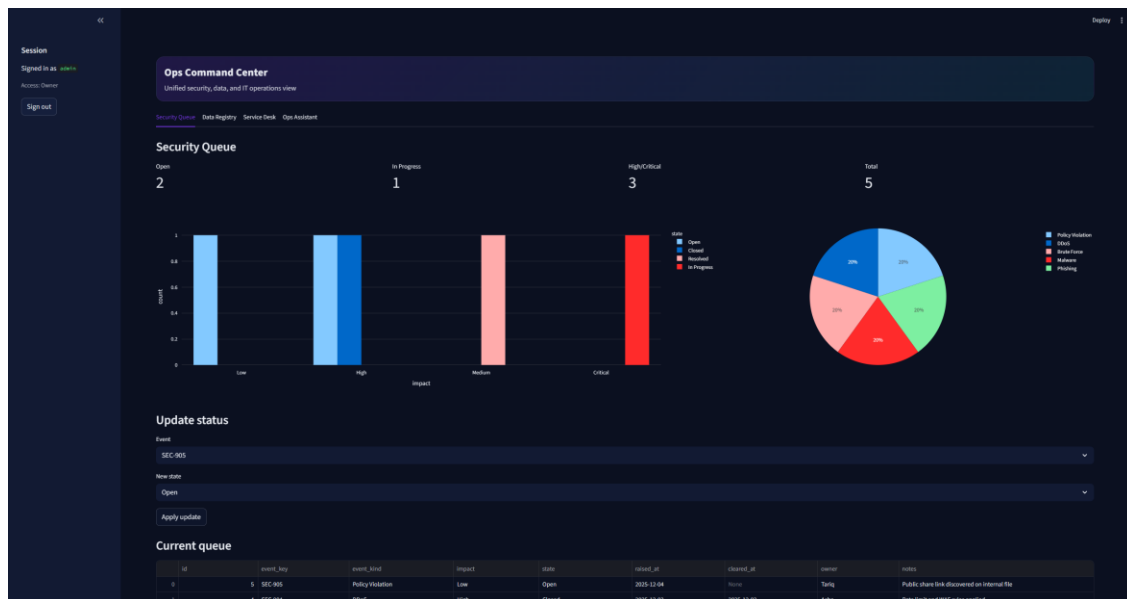 Deploy
Session
Signed in as admin
Access: Owner
Sign out
Ops Command Center
Unified security, data, and IT operations view
Security Queue Data Registry Service Desk Ops Assistant
Security Queue
Open In Progress High/Critical Total
2 1 3 5
count
1
0.8
0.6
0.4
0.2
0
Low High Medium Critical
impact
state
Open
Closed
Resolved
In Progress
20% 20%
20% 20%
20%
Policy Violation
DDoS
Brute Force
Malware
Phishing
Update status
Event
SEC-905
New state
Open
Apply update
Current queue
id event_key event_kind impact state raised_at cleared_at owner notes
0 5 SEC-905 Policy Violation Low Open 2025-12-04 None Tariq Public share link discovered on internal file